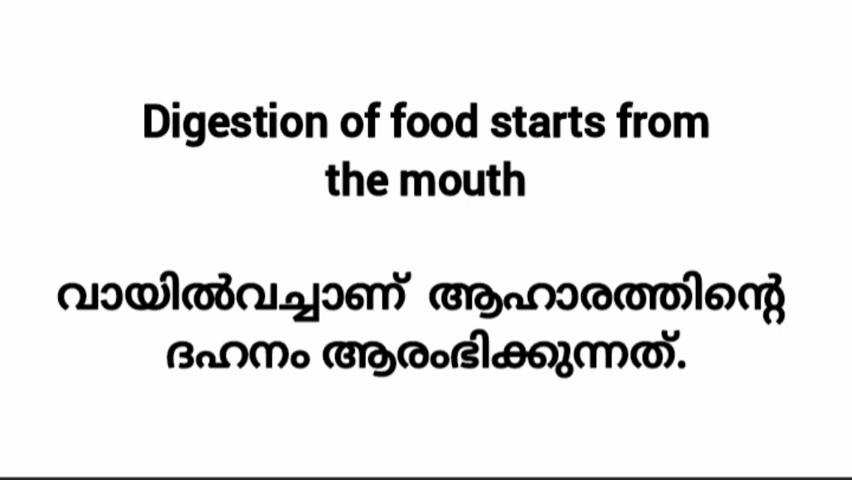 Digestion of food starts from
the mouth
വായിൽവച്ചാണ് ആഹാരത്തിന്റെ
ദഹനം ആരംഭിക്കുന്നത്.